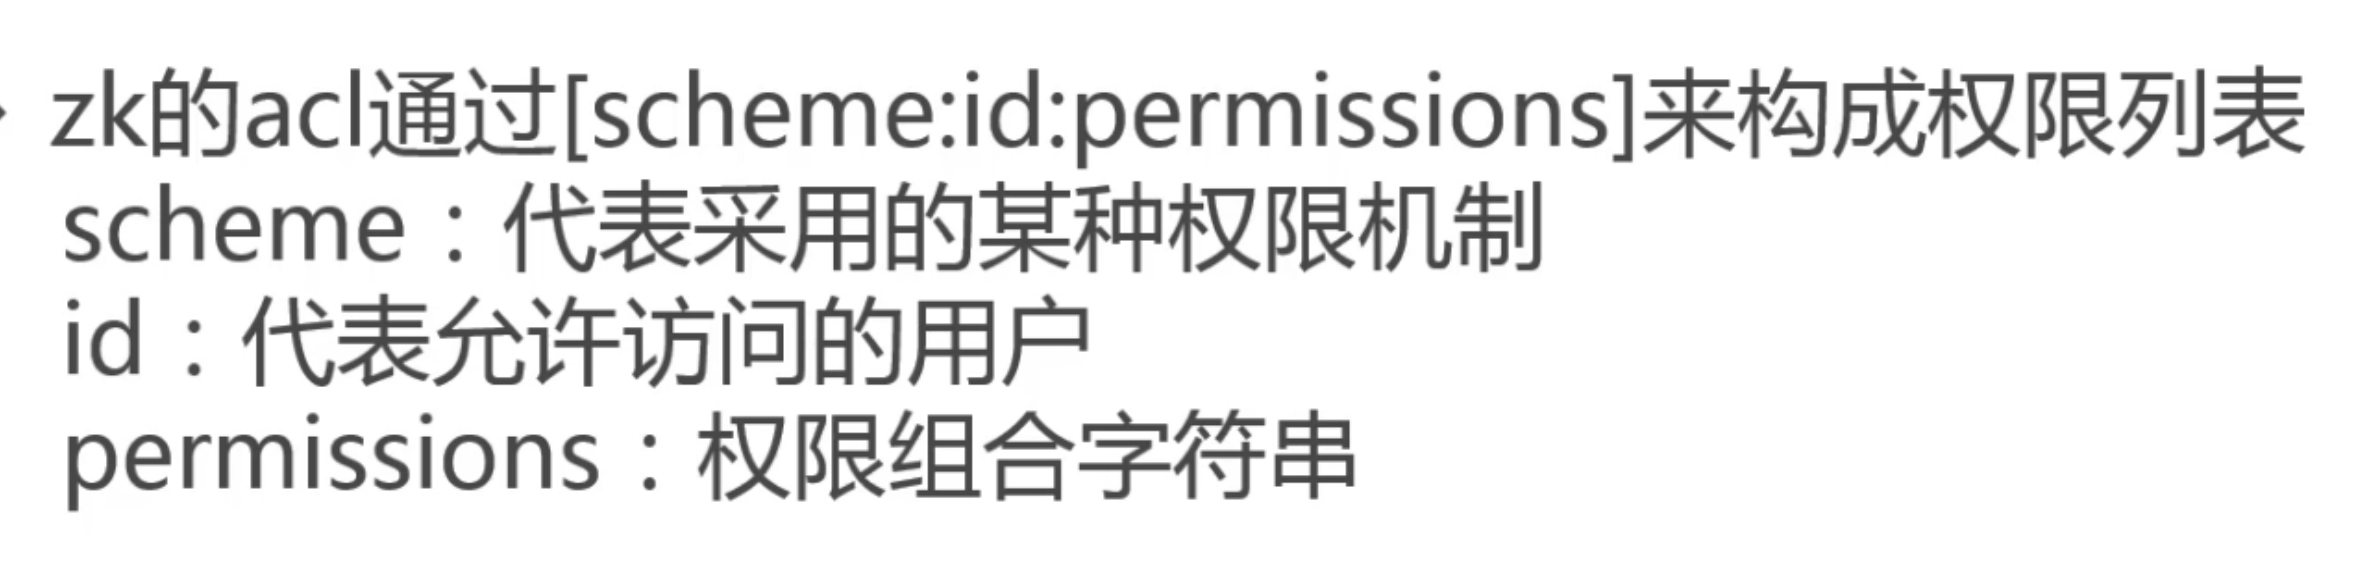 zk的acl通过[scheme:id:permissions]来构成权限列表
scheme：代表采用的某种权限机制
id：代表允许访问的用户
permissions：权限组合字符串